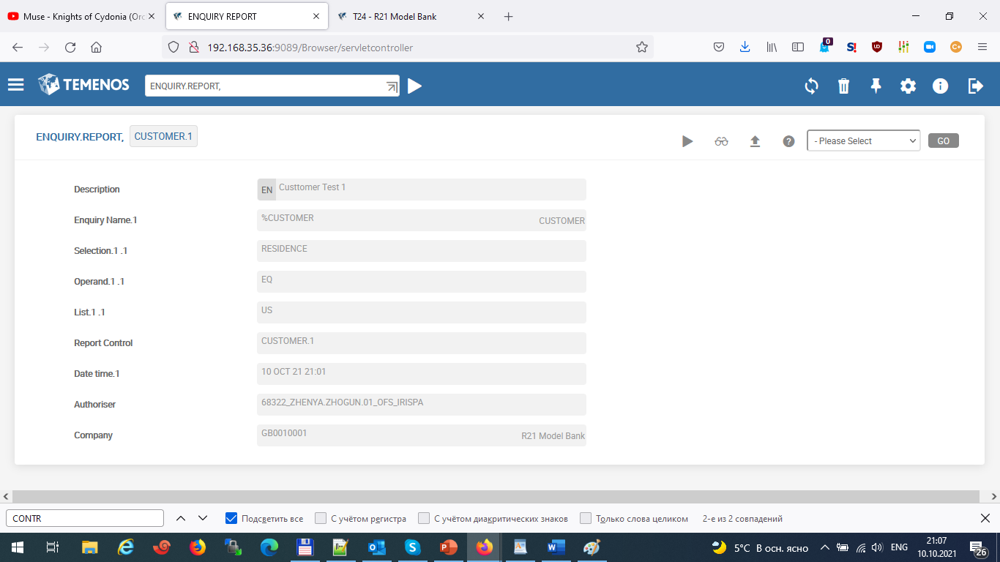 Muse - Knights of Cydonia (Orc
ENQUIRY REPORT
T24 - R21 Model Bank
192.168.35.36:9089/Browser/servletcontroller
0
S!
UD
C+
TEMENOS
ENQUIRY.REPORT,
ENQUIRY.REPORT, CUSTOMER.1
- Please Select
GO
Description EN Custtomer Test 1
Enquiry Name.1 %CUSTOMER CUSTOMER
Selection.1 .1 RESIDENCE
Operand.1 .1 EQ
List.1 .1 US
Report Control CUSTOMER.1
Date time.1 10 OCT 21 21:01
Authoriser 68322_ZHENYA.ZHOGUN.01_OFS_IRISPA
Company GB0010001 R21 Model Bank
CONTR
Подсветить все
С учётом регистра
С учётом диакритических знаков
Только слова целиком
2-е из 2 совпадений
5°C В осн. ясно
ENG
21:07
10.10.2021
26